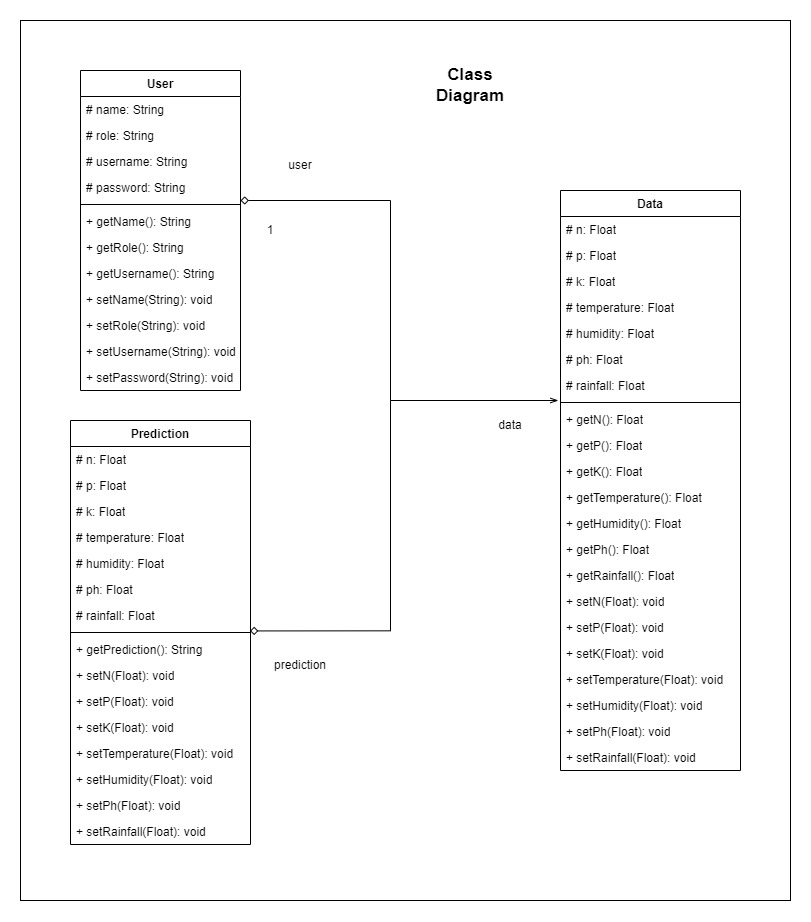 Class
Diagram
User
# name: String
# role: String
# username: String
# password: String
+ getName(): String
+ getRole(): String
+ getUsername(): String
+ setName(String): void
+ setRole(String): void
+ setUsername(String): void
+ setPassword(String): void
user
1
Prediction
# n: Float
# p: Float
# k: Float
# temperature: Float
# humidity: Float
# ph: Float
# rainfall: Float
+ getPrediction(): String
+ setN(Float): void
+ setP(Float): void
+ setK(Float): void
+ setTemperature(Float): void
+ setHumidity(Float): void
+ setPh(Float): void
+ setRainfall(Float): void
prediction
data
Data
# n: Float
# p: Float
# k: Float
# temperature: Float
# humidity: Float
# ph: Float
# rainfall: Float
+ getN(): Float
+ getP(): Float
+ getK(): Float
+ getTemperature(): Float
+ getHumidity(): Float
+ getPh(): Float
+ getRainfall(): Float
+ setN(Float): void
+ setP(Float): void
+ setK(Float): void
+ setTemperature(Float): void
+ setHumidity(Float): void
+ setPh(Float): void
+ setRainfall(Float): void